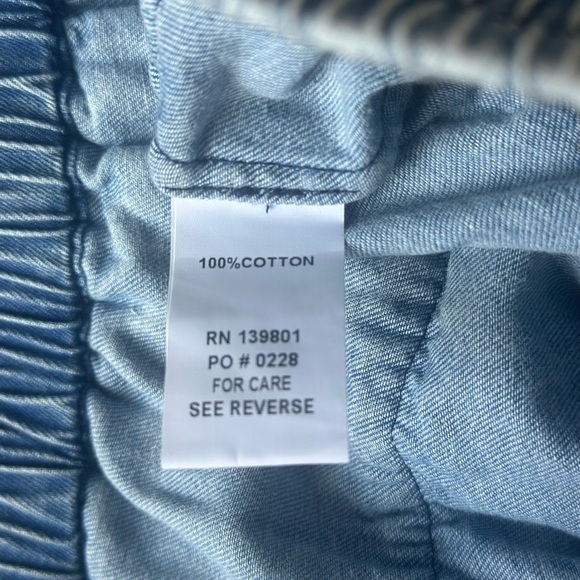 100%COTTON
RN 139801
PO # 0228
FOR CARE
SEE REVERSE